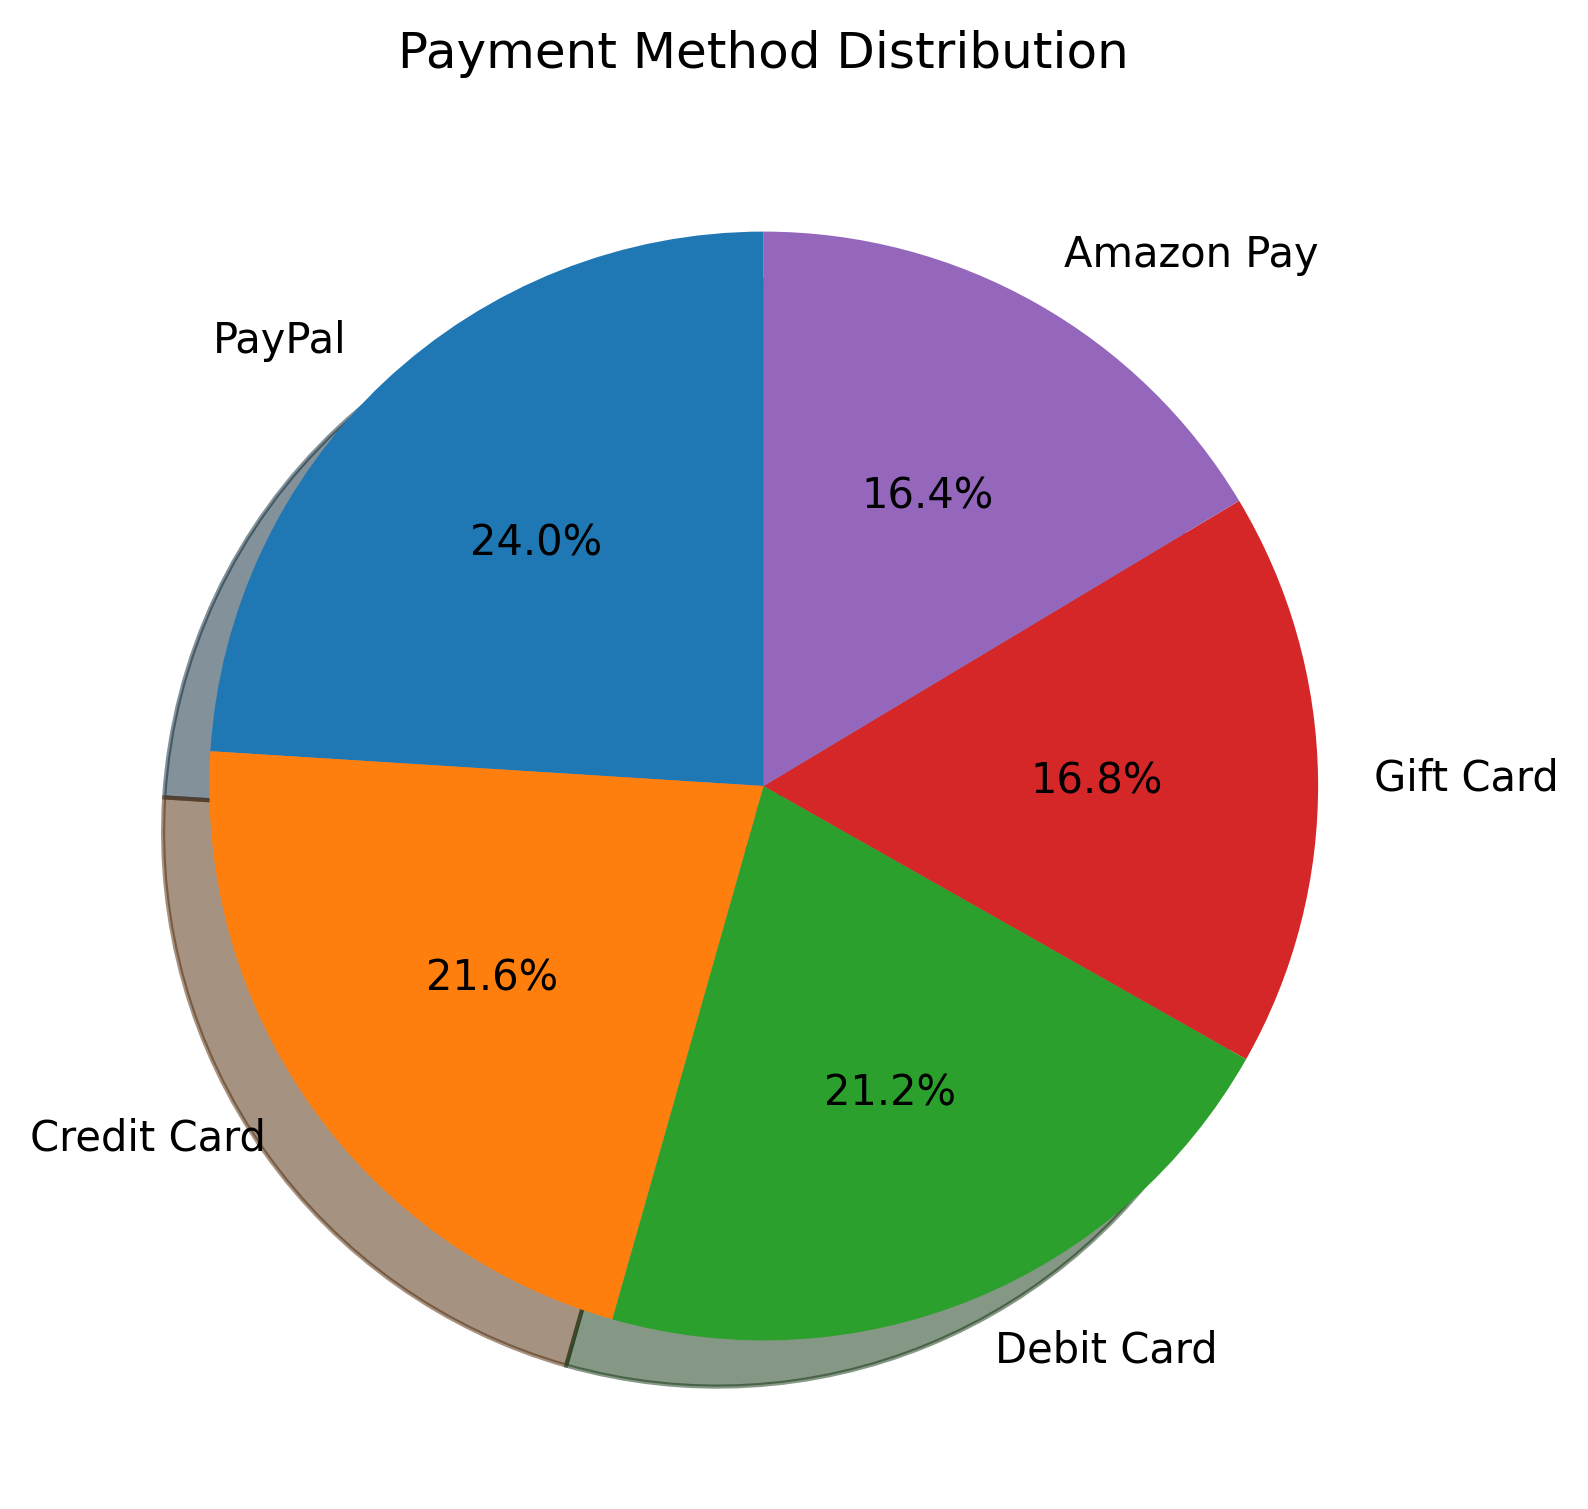 Payment Method Distribution
Amazon Pay
PayPal
16.4%
24.0%
Gift Card
16.8%
21.6%
21.2%
Credit Card
Debit Card